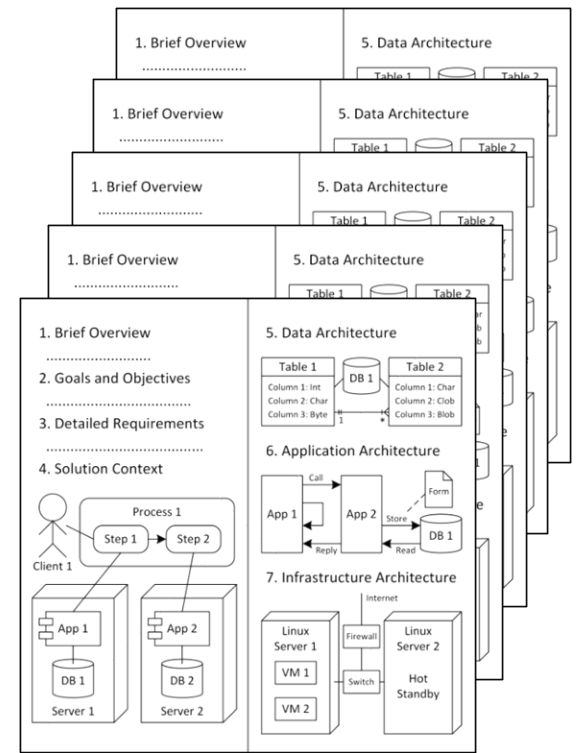 1. Brief Overview
5. Data Architecture
Table 1
Table 2
1. Brief Overview
5. Data Architecture
Table 1
Table 2
1. Brief Overview
5. Data Architecture
Table 1
Table 2
1. Brief Overview
5. Data Architecture
Table 1
Table 2
1. Brief Overview
2. Goals and Objectives
3. Detailed Requirements
4. Solution Context
Process 1
Step 1
Step 2
Client 1
App 1
App 2
DB 1
DB 2
Server 1
Server 2
5. Data Architecture
Table 1
DB 1
Table 2
Column 1: Int
Column 2: Char
Column 3: Byte
Column 1: Char
Column 2: Clob
Column 3: Blob
1
*
6. Application Architecture
Call
App 1
App 2
Form
Store
DB 1
Reply
Read
7. Infrastructure Architecture
Internet
Linux
Server 1
Firewall
Linux
Server 2
VM 1
Switch
Hot
Standby
VM 2